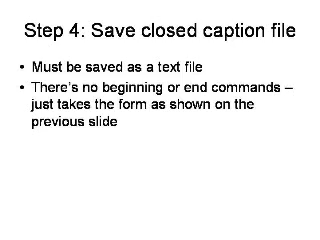 Step 4: Save closed caption file
• Must be saved as a text file
• There's no beginning or end commands –
just takes the form as shown on the
previous slide